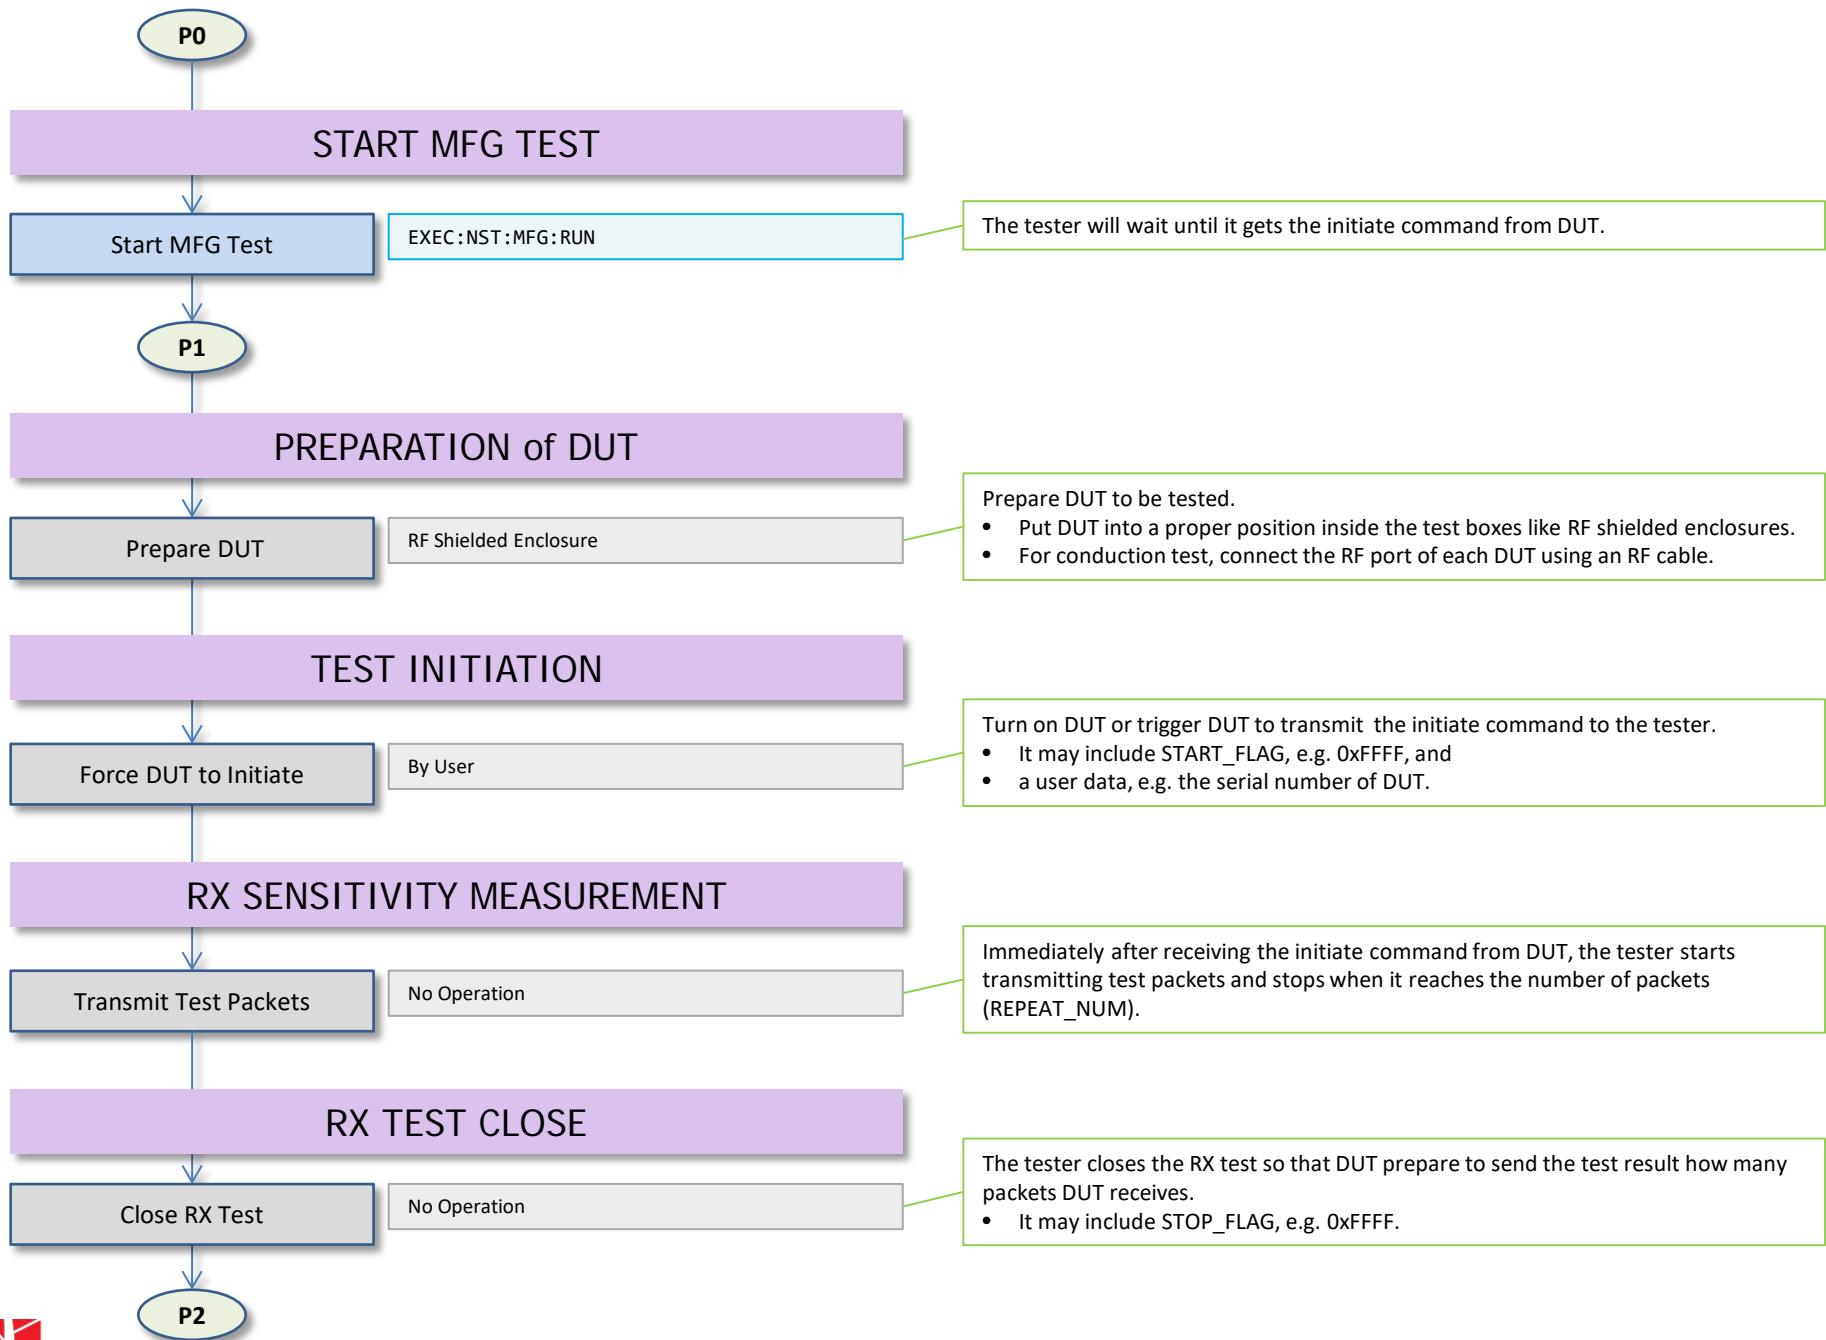 P0
START MFG TEST
Start MFG Test
EXEC:NST:MFG:RUN
The tester will wait until it gets the initiate command from DUT.
P1
PREPARATION of DUT
Prepare DUT
RF Shielded Enclosure
Prepare DUT to be tested.
• Put DUT into a proper position inside the test boxes like RF shielded enclosures.
• For conduction test, connect the RF port of each DUT using an RF cable.
TEST INITIATION
Force DUT to Initiate
By User
Turn on DUT or trigger DUT to transmit the initiate command to the tester.
• It may include START_FLAG, e.g. 0xFFFF, and
• a user data, e.g. the serial number of DUT.
RX SENSITIVITY MEASUREMENT
Transmit Test Packets
No Operation
Immediately after receiving the initiate command from DUT, the tester starts
transmitting test packets and stops when it reaches the number of packets
(REPEAT_NUM).
RX TEST CLOSE
Close RX Test
No Operation
The tester closes the RX test so that DUT prepare to send the test result how many
packets DUT receives.
• It may include STOP_FLAG, e.g. 0xFFFF.
P2